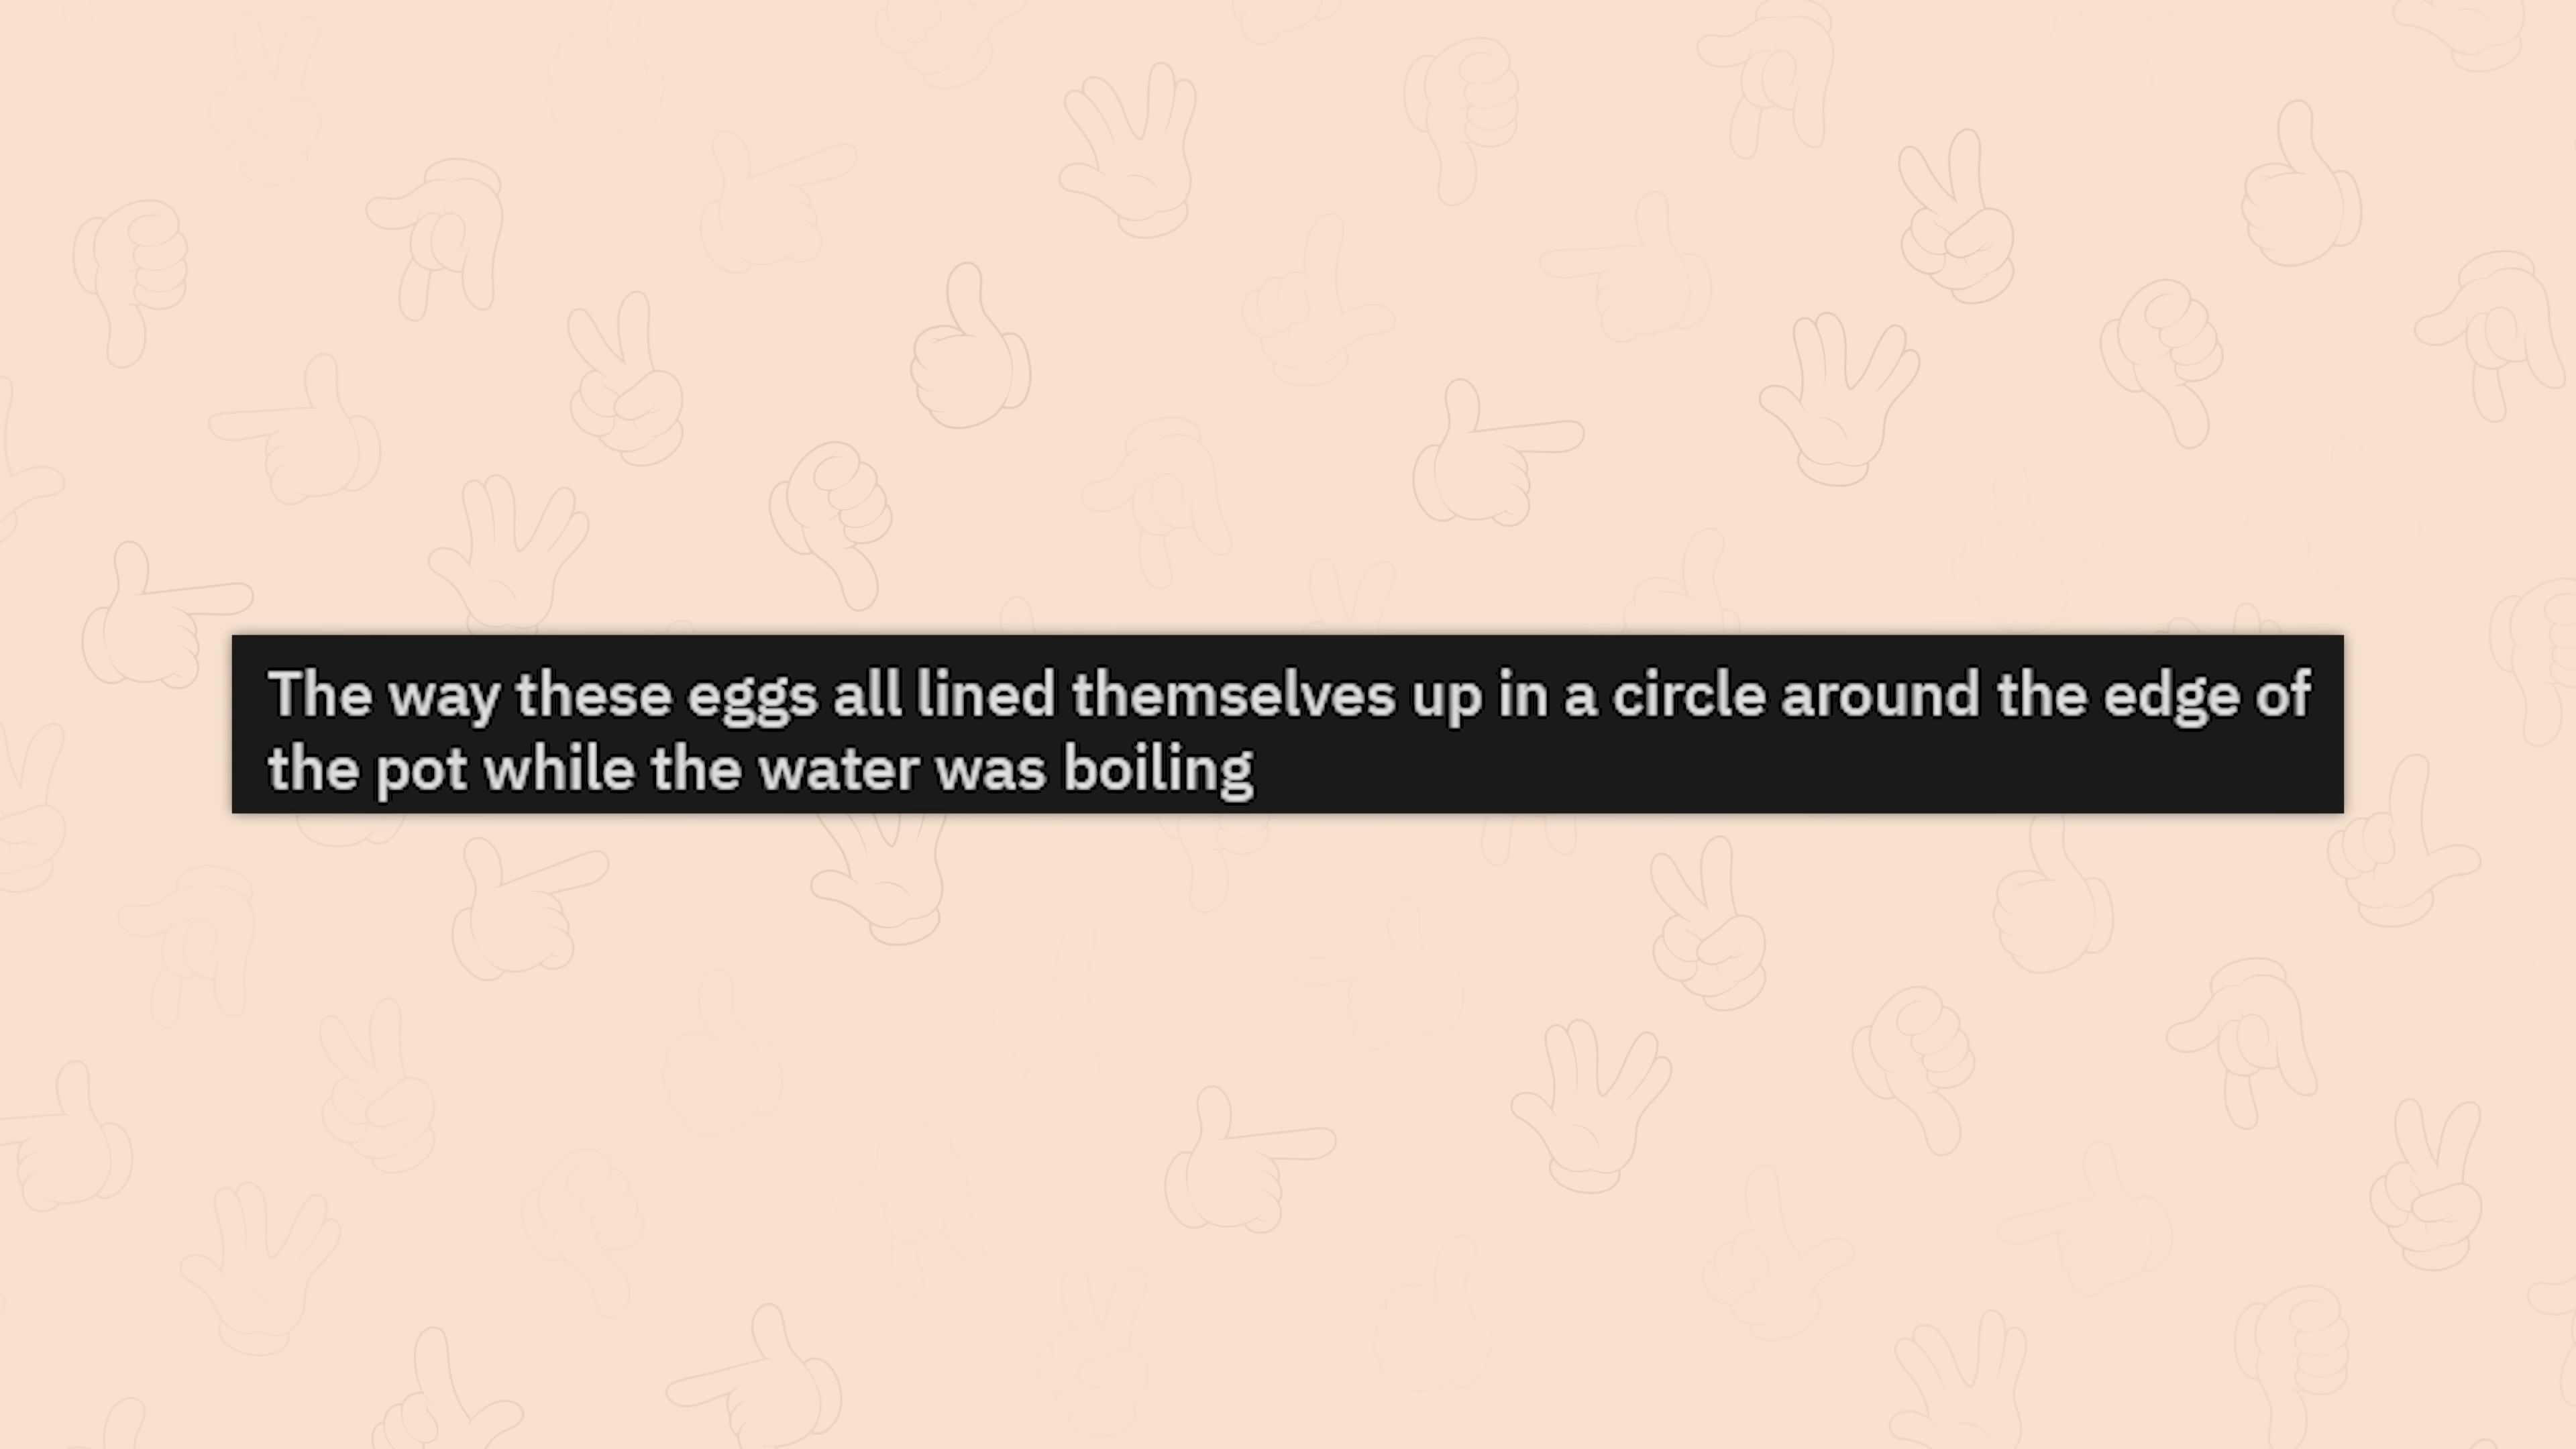 The way these eggs all lined themselves up in a circle around the edge of
the pot while the water was boiling